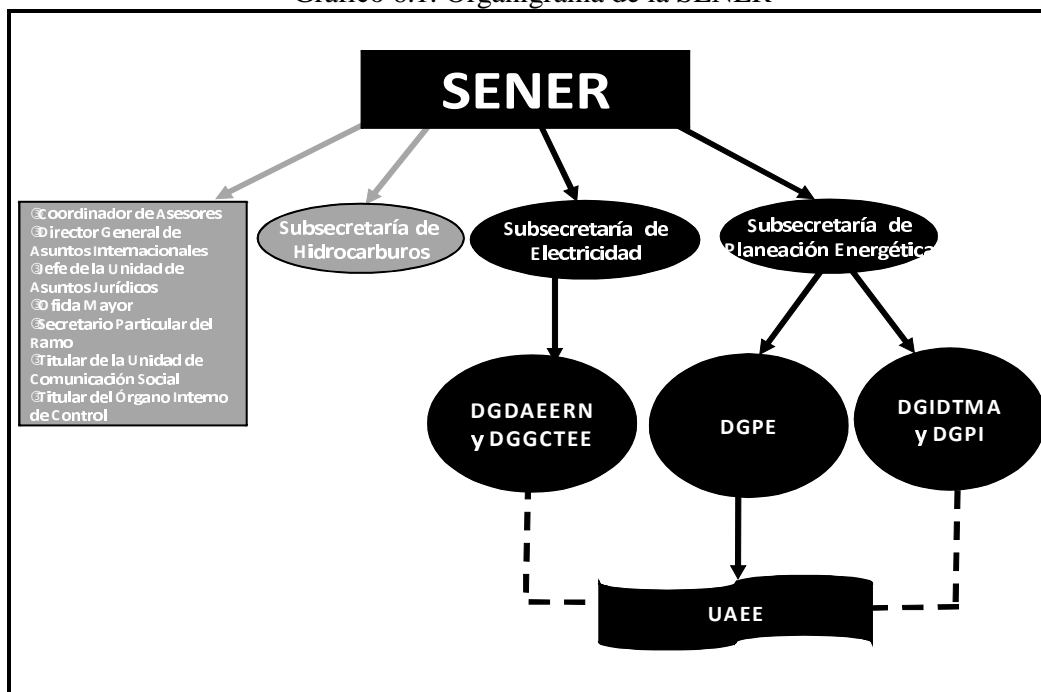 Gráfico 6.1. Organigrama de la SENER
SENER
Coordinador de Asesores
Director General de
Asuntos Internacionales
Jefe de la Unidad de
Asuntos Jurídicos
Oficila Mayor
Secretario Particular del
Ramo
Titular de la Unidad de
Comunicación Social
Titular del Órgano Interno
de Control
Subsecretaría de
Hidrocarburos
Subsecretaría de
Electricidad
Subsecretaría de
Planeación Energética
DGDAEERN
y DGGCTEE
DGPE
DGIDTMA
y DGPI
UAEE